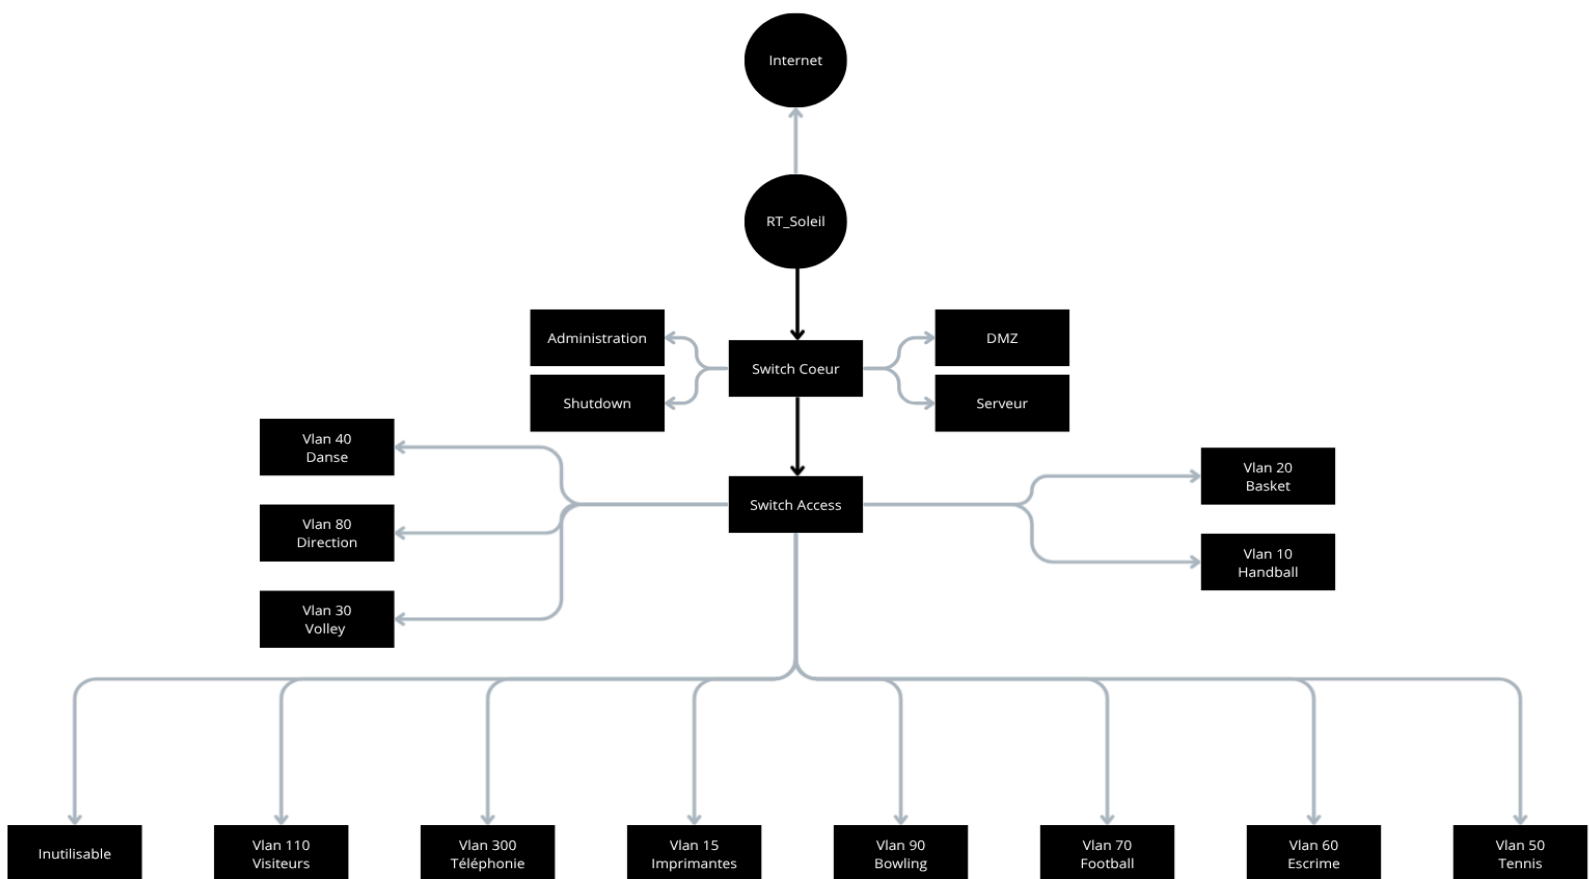 Internet
RT_Soleil
Administration
DMZ
Switch Coeur
Shutdown
Serveur
Vlan 40
Danse
Vlan 20
Basket
Switch Access
Vlan 80
Direction
Vlan 10
Handball
Vlan 30
Volley
Inutilisable
Vlan 110
Visiteurs
Vlan 300
Téléphonie
Vlan 15
Imprimantes
Vlan 90
Bowling
Vlan 70
Football
Vlan 60
Escrime
Vlan 50
Tennis